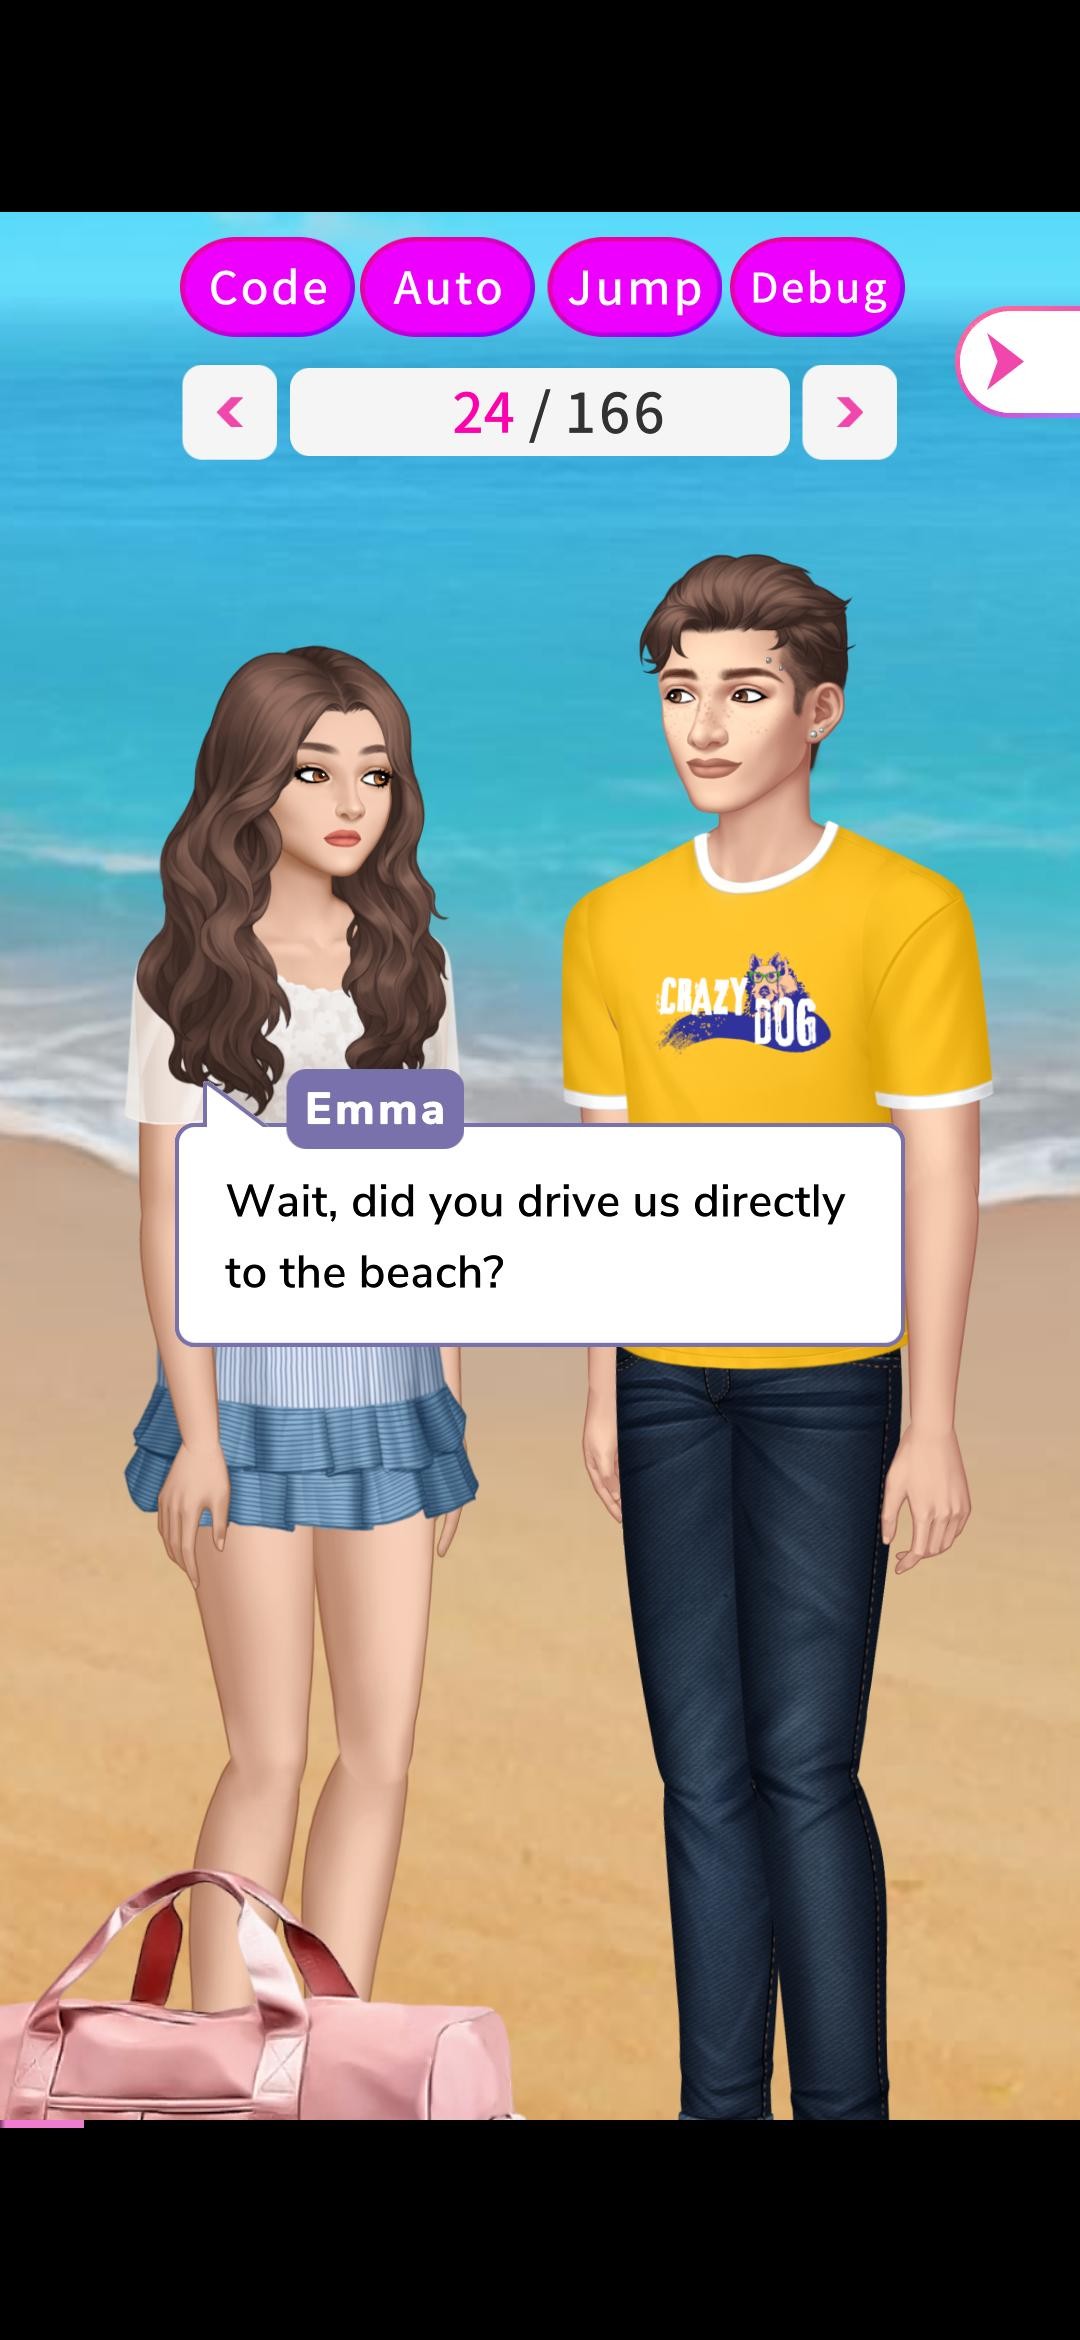 Code Auto Jump Debug
24 / 166
CRAZY
DOG
Emma
Wait, did you drive us directly
to the beach?